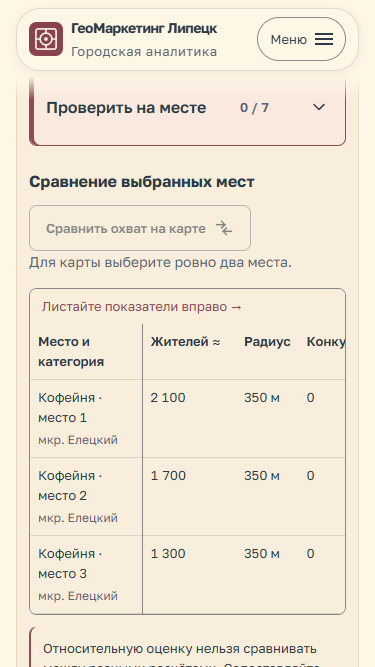 ГеоМаркетинг Липецк
Городская аналитика
Меню
Проверить на месте 0 / 7
Сравнение выбранных мест
Сравнить охват на карте
Для карты выберите ровно два места.
Листайте показатели вправо →
Место и категория Жителей ≈ Радиус Конку
Кофейня · место 1 2 100 350 м 0
мкр. Елецкий
Кофейня · место 2 1 700 350 м 0
мкр. Елецкий
Кофейня · место 3 1 300 350 м 0
мкр. Елецкий
Относительную оценку нельзя сравнивать